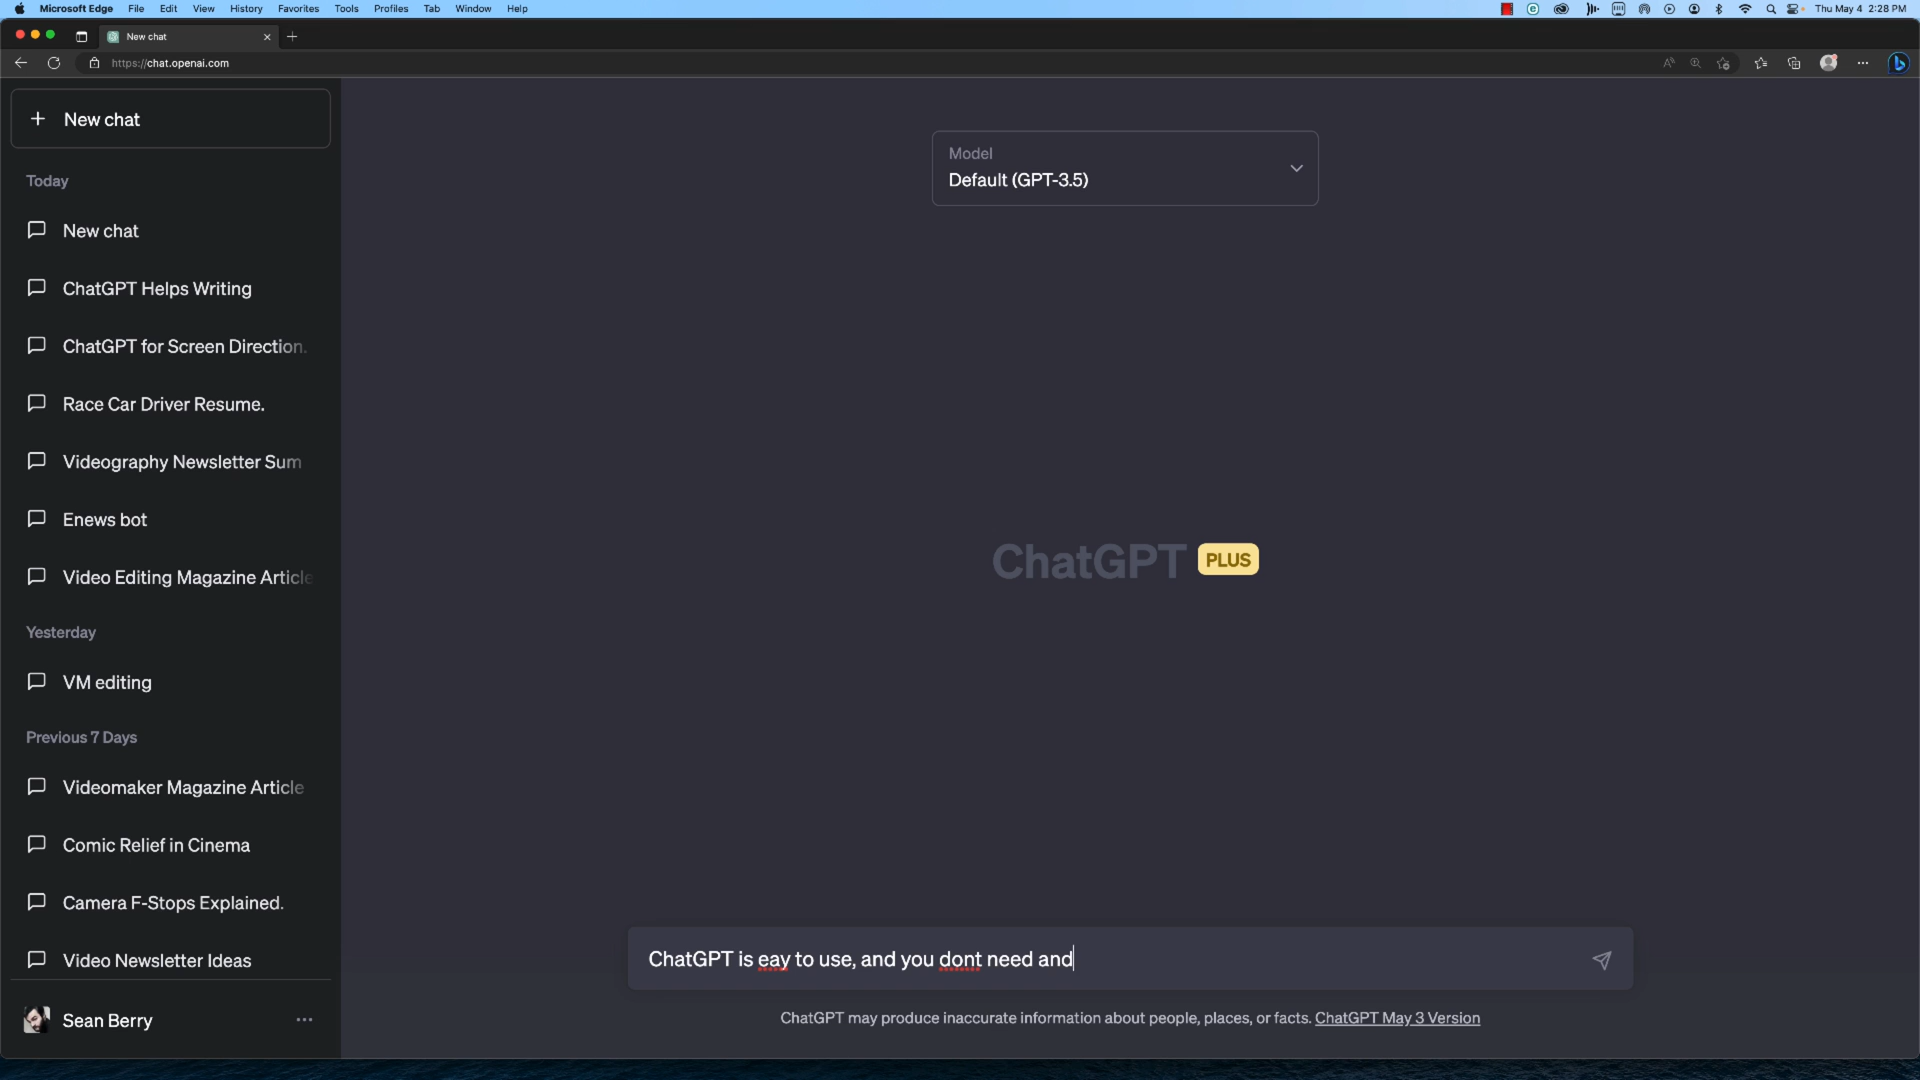 Microsoft Edge File Edit View History Favorites Tools Profiles Tab Window Help Thu May 4 2:28 PM
New chat
https://chat.openai.com
New chat
Today
New chat
ChatGPT Helps Writing
ChatGPT for Screen Direction.
Race Car Driver Resume.
Videography Newsletter Sum
Enews bot
Video Editing Magazine Article
Yesterday
VM editing
Previous 7 Days
Videomaker Magazine Article
Comic Relief in Cinema
Camera F-Stops Explained.
Video Newsletter Ideas
Sean Berry
Model
Default (GPT-3.5)
ChatGPT PLUS
ChatGPT is eay to use, and you dont need and
ChatGPT may produce inaccurate information about people, places, or facts. ChatGPT May 3 Version